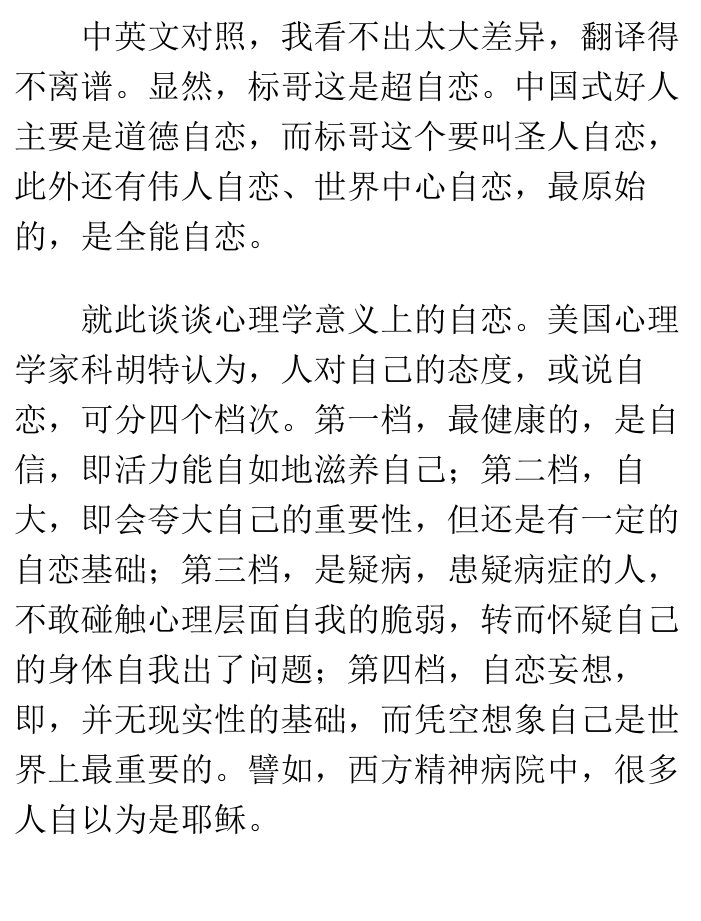 中英文对照，我看不出太大差异，翻译得
不离谱。显然，标哥这是超自恋。中国式好人
主要是道德自恋，而标哥这个要叫圣人自恋，
此外还有伟人自恋、世界中心自恋，最原始
的，是全能自恋。
就此谈谈心理学意义上的自恋。美国心理
学家科胡特认为，人对自己的态度，或说自
恋，可分四个档次。第一档，最健康的，是自
信，即活力能自如地滋养自己；第二档，自
大，即会夸大自己的重要性，但还是有一定的
自恋基础；第三档，是疑病，患疑病症的人，
不敢碰触心理层面自我的脆弱，转而怀疑自己
的身体自我出了问题；第四档，自恋妄想，
即，并无现实性的基础，而凭空想象自己是世
界上最重要的。譬如，西方精神病院中，很多
人自以为是耶稣。